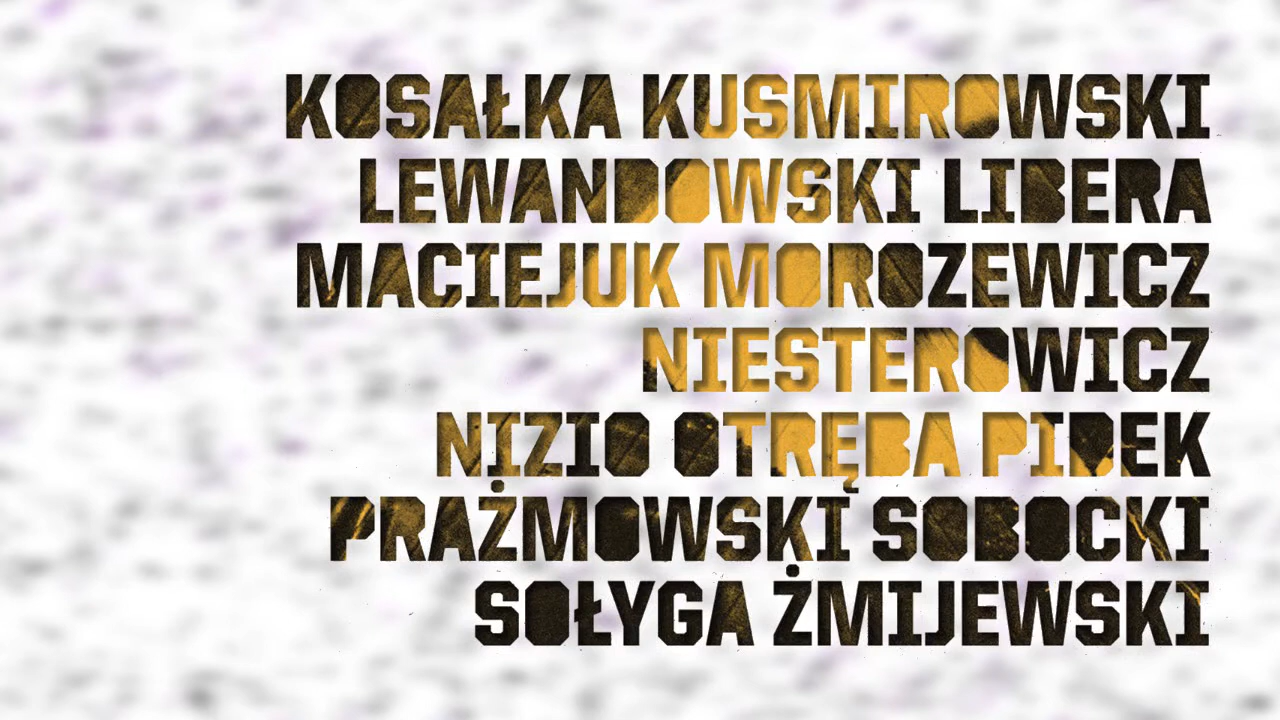 KOSAŁKA KUSMIROWSKI
LEWANDOWSKI LIBERA
MACIEJUK MOROZEWICZ
NIESTEROWICZ
NIZIO OTRĘBA PIDEK
PRAŻMOWSKI SOBOCKI
SOŁYGA ŻMIJEWSKI